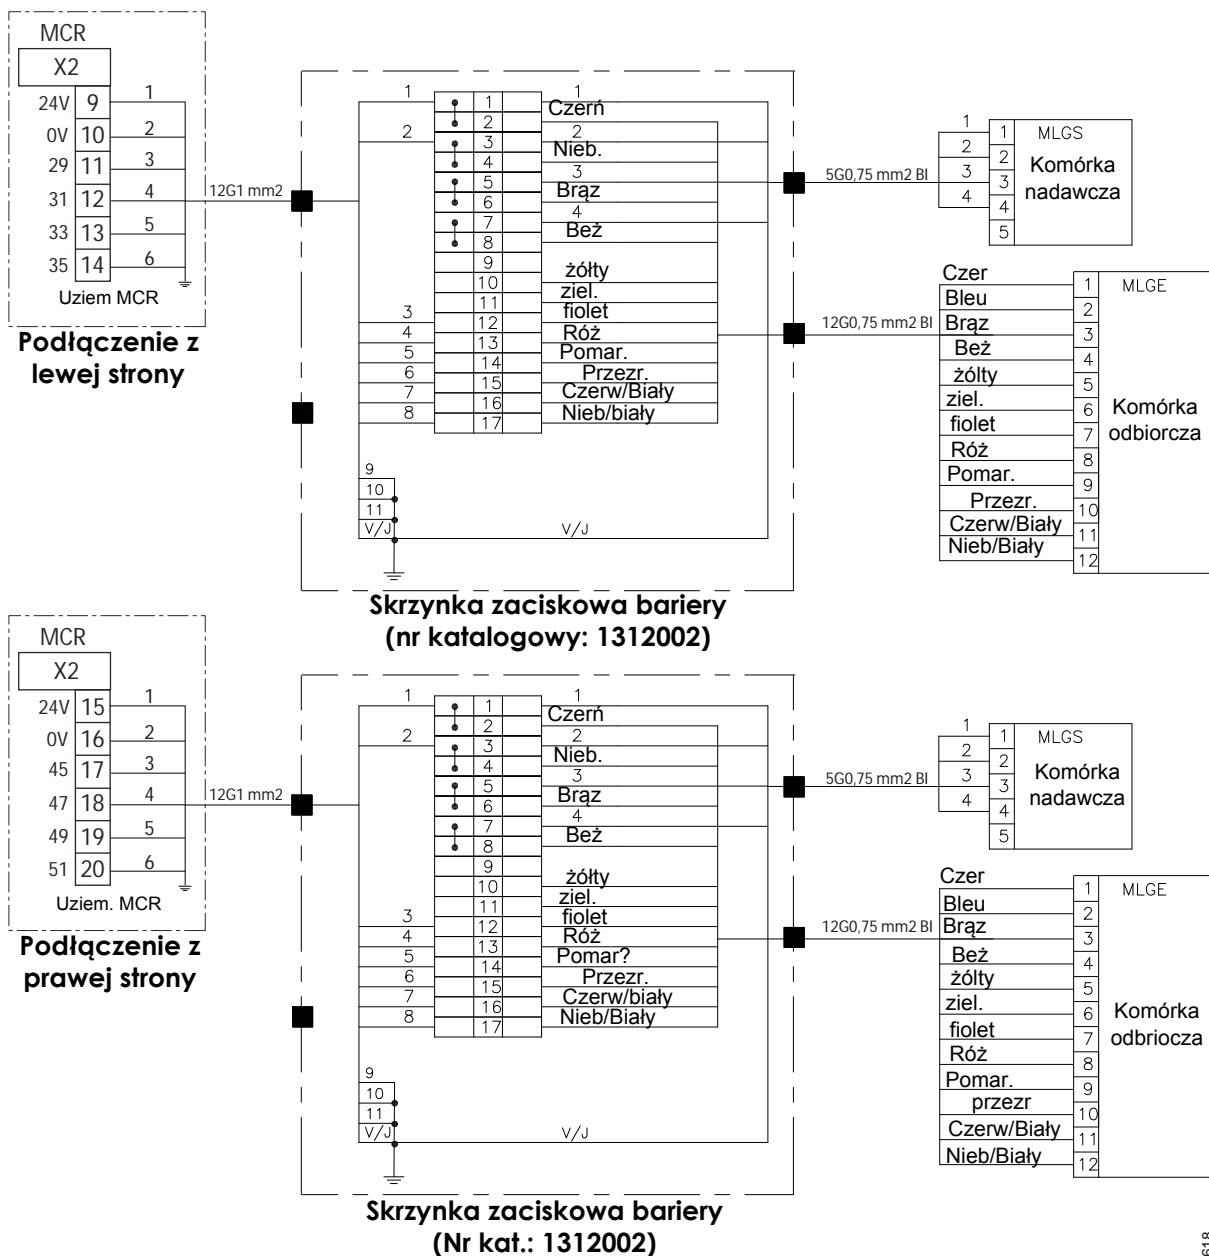 MCR
X2
24V 9 1
0V 10 2
29 11 3
31 12 4
33 13 5
35 14 6
Uziem MCR
Podłączenie z
lewej strony
12G1 mm2
1
2
3
4
5
6
7
8
9
10
11
V/J
V/J
1
2
3
4
5
6
7
8
9
10
11
12
13
14
15
16
17
1
Czerń
2
Nieb.
3
Brąz
4
Beż
żółty
ziel.
fiolet
Róż
Pomar.
Przezr.
Czerw/Biały
Nieb/biały
5G0,75 mm2 Bl
12G0,75 mm2 Bl
Skrzynka zaciskowa bariery
(nr katalogowy: 1312002)
1
2
3
4
1
2
3
4
5
MLGS
Komórka
nadawcza
Czer
Bleu
Brąz
Beż
żólty
ziel.
fiolet
Róż
Pomar.
Przezr.
Czerw/Biały
Nieb/Biały
1
2
3
4
5
6
7
8
9
10
11
12
MLGE
Komórka
odbiorcza
MCR
X2
24V 15 1
0V 16 2
45 17 3
47 18 4
49 19 5
51 20 6
Uziem. MCR
Podłączenie z
prawej strony
12G1 mm2
1
2
3
4
5
6
7
8
9
10
11
V/J
V/J
1
2
3
4
5
6
7
8
9
10
11
12
13
14
15
16
17
1
Czerń
2
Nieb.
3
Brąz
4
Beż
żółty
ziel.
fiolet
Róż
Pomar?
Przezr.
Czerw/biały
Nieb/Biały
5G0,75 mm2 Bl
12G0,75 mm2 Bl
Skrzynka zaciskowa bariery
(Nr kat.: 1312002)
1
2
3
4
1
2
3
4
5
MLGS
Komórka
nadawcza
Czer
Bleu
Brąz
Beż
żólty
ziel.
fiolet
Róż
Pomar.
przezr
Czerw/Biały
Nieb/Biały
1
2
3
4
5
6
7
8
9
10
11
12
MLGE
Komórka
odbriocza